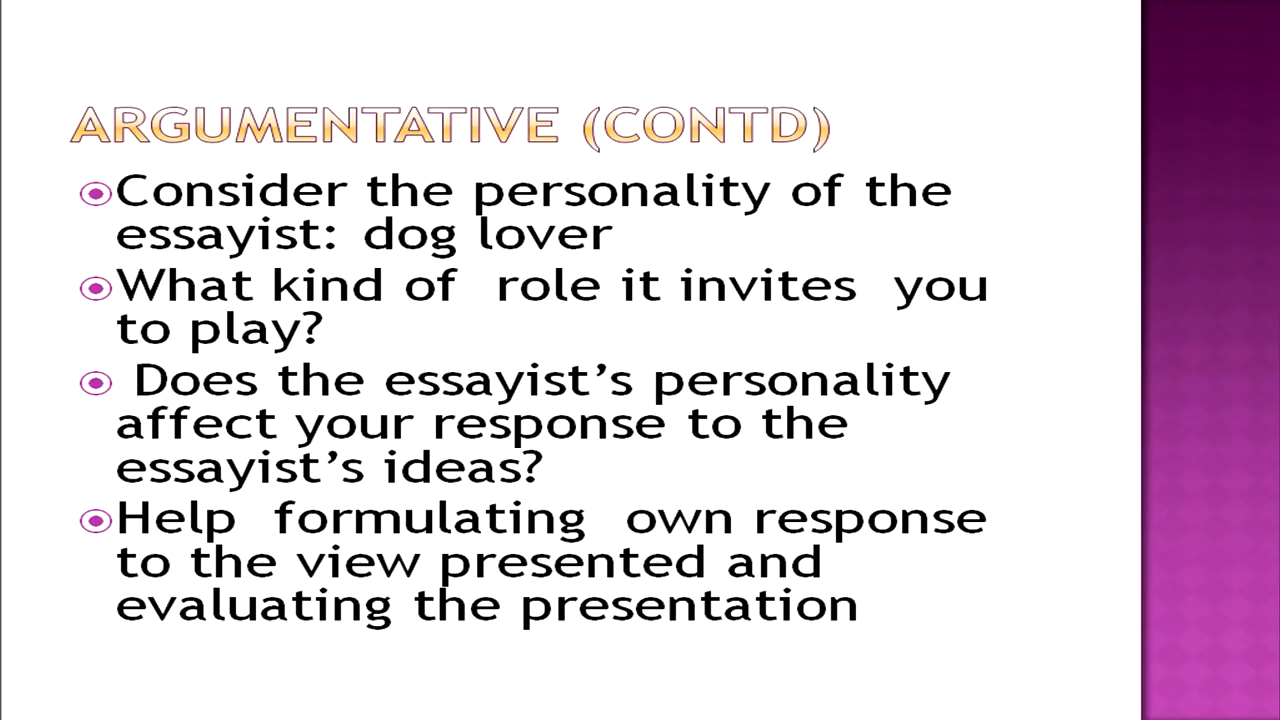 ARGUMENTATIVE (CONTD)
Consider the personality of the
essayist: dog lover
What kind of role it invites you
to play?
Does the essayist’s personality
affect your response to the
essayist’s ideas?
Help formulating own response
to the view presented and
evaluating the presentation